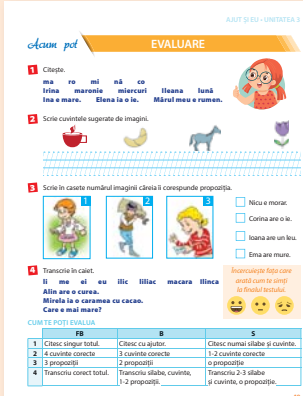 AJUT ȘI EU • UNITATEA 3
Acum pot
EVALUARE
1 Citește.
ma ro mi nă co
Irina maronie miercuri Ileana lună
Ina e mare. Elena ia o ie. Mărul meu e rumen.
2 Scrie cuvintele sugerate de imagini.
3 Scrie în casete numărul imaginii căreia îi corespunde propoziția.
1 2 3
Nicu e morar.
Corina are o ie.
Ioana are un leu.
Ema are mure.
4 Transcrie în caiet.
li me ei eu ilic liliac macara Ilinca
Alin are o curea.
Mirela ia o caramea cu cacao.
Care e mai mare?
Încercuiește fața care
arată cum te simți
la finelul testului.
CUM TE POȚI EVALUA
FB B S
1 Citesc singur totul. Citesc cu ajutor. Citesc numai silabe și cuvinte.
2 4 cuvinte corecte 3 cuvinte corecte 1-2 cuvinte corecte
3 3 propoziții 2 propoziții o propoziție
4 Transcriu corect totul. Transcriu silabe, cuvinte, Transcriu 2-3 silabe
1-2 propoziții. și cuvinte, o propoziție.